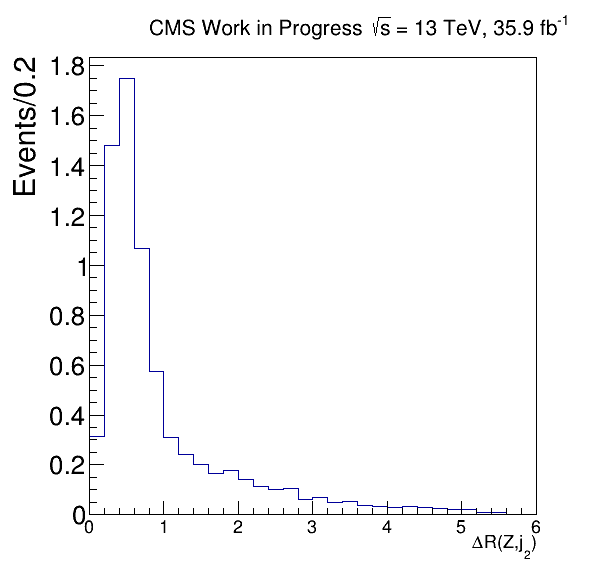 CMS Work in Progress √s = 13 TeV, 35.9 fb⁻¹
Events/0.2
1.8
1.6
1.4
1.2
1
0.8
0.6
0.4
0.2
0
0 1 2 3 4 5 6
ΔR(Z,j₂)